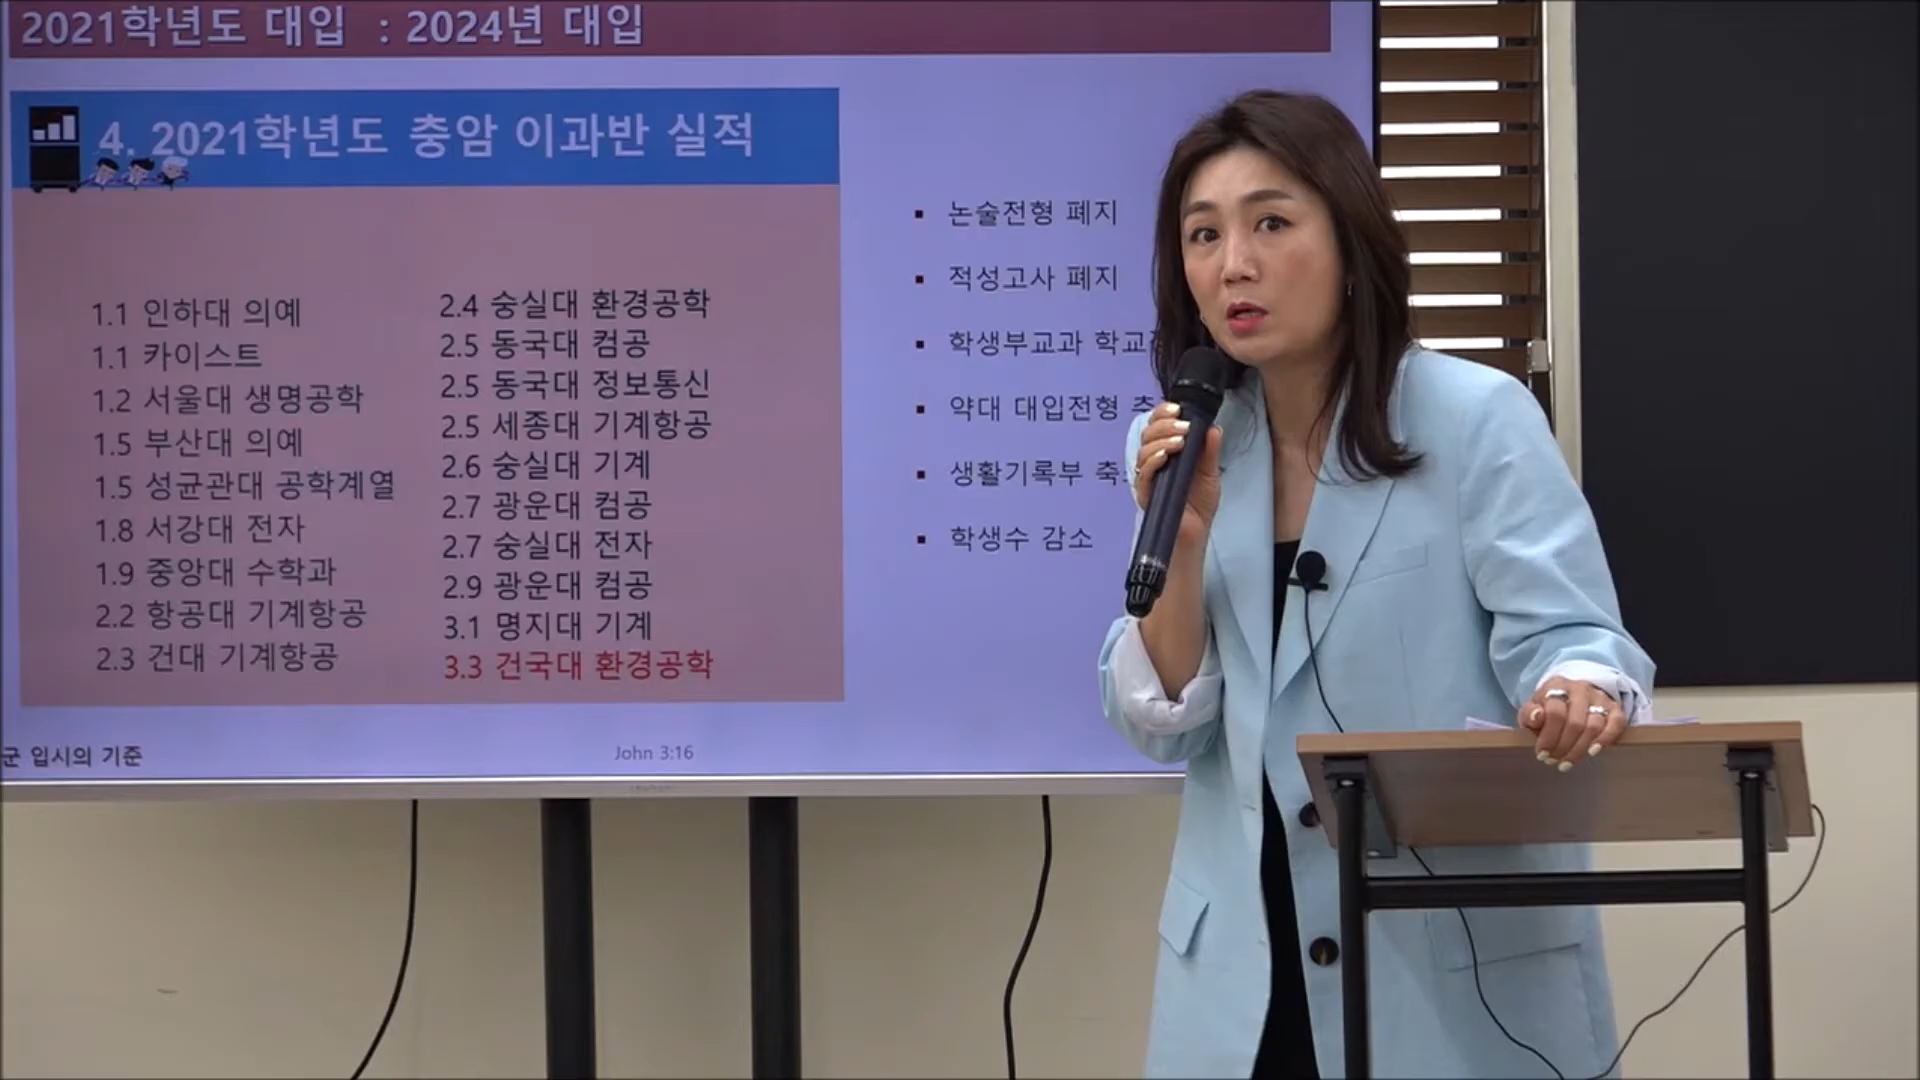 2021학년도 대입 : 2024년 대입
4. 2021학년도 충암 이과반 실적
1.1 인하대 의예
1.1 카이스트
1.2 서울대 생명공학
1.5 부산대 의예
1.5 성균관대 공학계열
1.8 서강대 전자
1.9 중앙대 수학과
2.2 항공대 기계항공
2.3 건대 기계항공
2.4 숭실대 환경공학
2.5 동국대 컴공
2.5 동국대 정보통신
2.5 세종대 기계항공
2.6 숭실대 기계
2.7 광운대 컴공
2.7 숭실대 전자
2.9 광운대 컴공
3.1 명지대 기계
3.3 건국대 환경공학
▪ 논술전형 폐지
▪ 적성고사 폐지
▪ 학생부교과
▪ 약대 대입전형
▪ 생활기록부
▪ 학생수 감소
군 입시의 기준
John 3:16